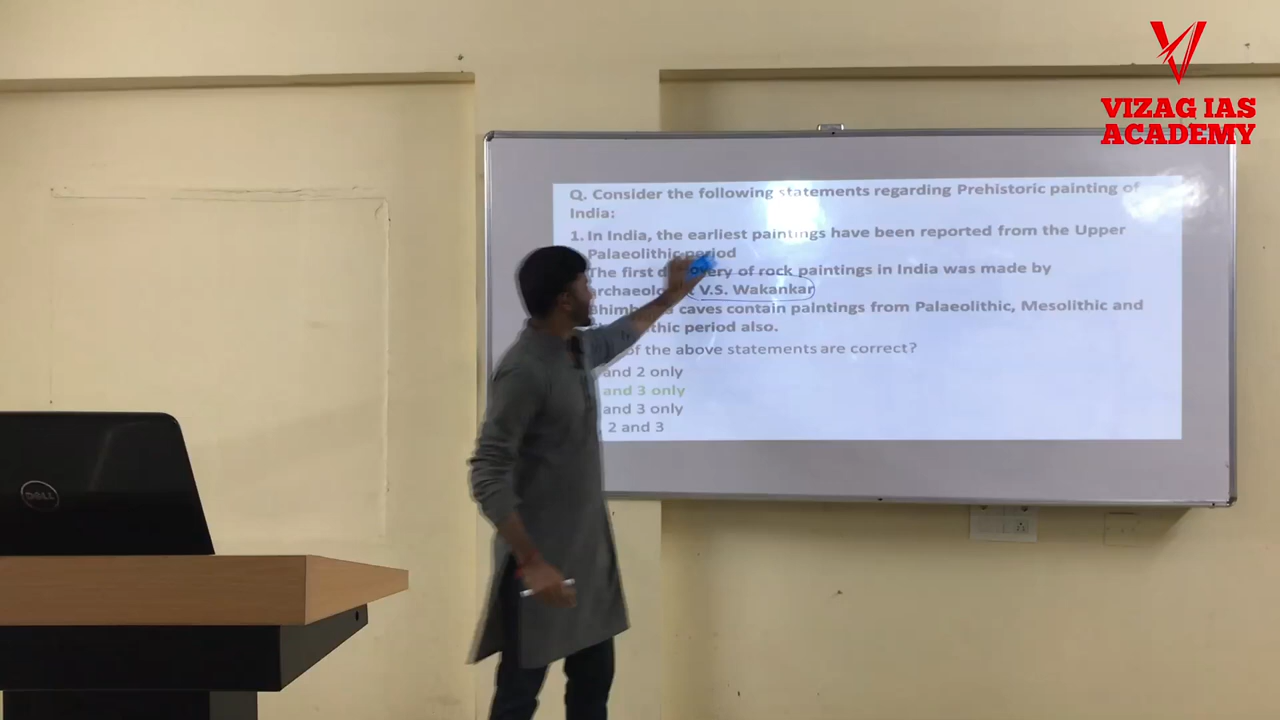 VIZAG IAS
ACADEMY
Q. Consider the following statements regarding Prehistoric painting of
India:
1. In India, the earliest paintings have been reported from the Upper
Palaeolithic period
The first of rock paintings in India was made by
V.S. Wakankar
caves contain paintings from Palaeolithic, Mesolithic and
period also.
of the above statements are correct?
and 2 only
and 3 only
and 3 only
2 and 3
DELL